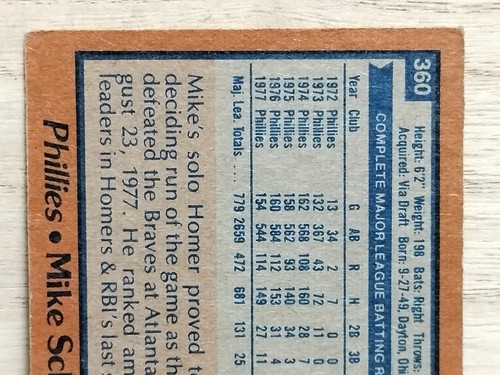 360
Height: 6'2" Weight: 198 Bats: Right Throws:
Acquired: Via Draft Born: 9-27-49, Dayton, Ohi
COMPLETE MAJOR LEAGUE BATTING R
Year Club G AB R H 2B 3B
1972 Phillies 13 34 2 7 0 0
1973 Phillies 132 367 43 72 11 0
1974 Phillies 162 568 108 160 28 7
1975 Phillies 158 562 93 140 34 3
1976 Phillies 160 584 112 153 31 4
1977 Phillies 154 544 114 149 27 11
Maj. Lea. Totals . . . . 779 2659 472 681 131 25
Mike's solo Homer proved t
deciding run of the game as th
defeated the Braves at Atlanta
gust 23, 1977. He ranked am
leaders in Homers & RBI's last s
Phillies • Mike Sc